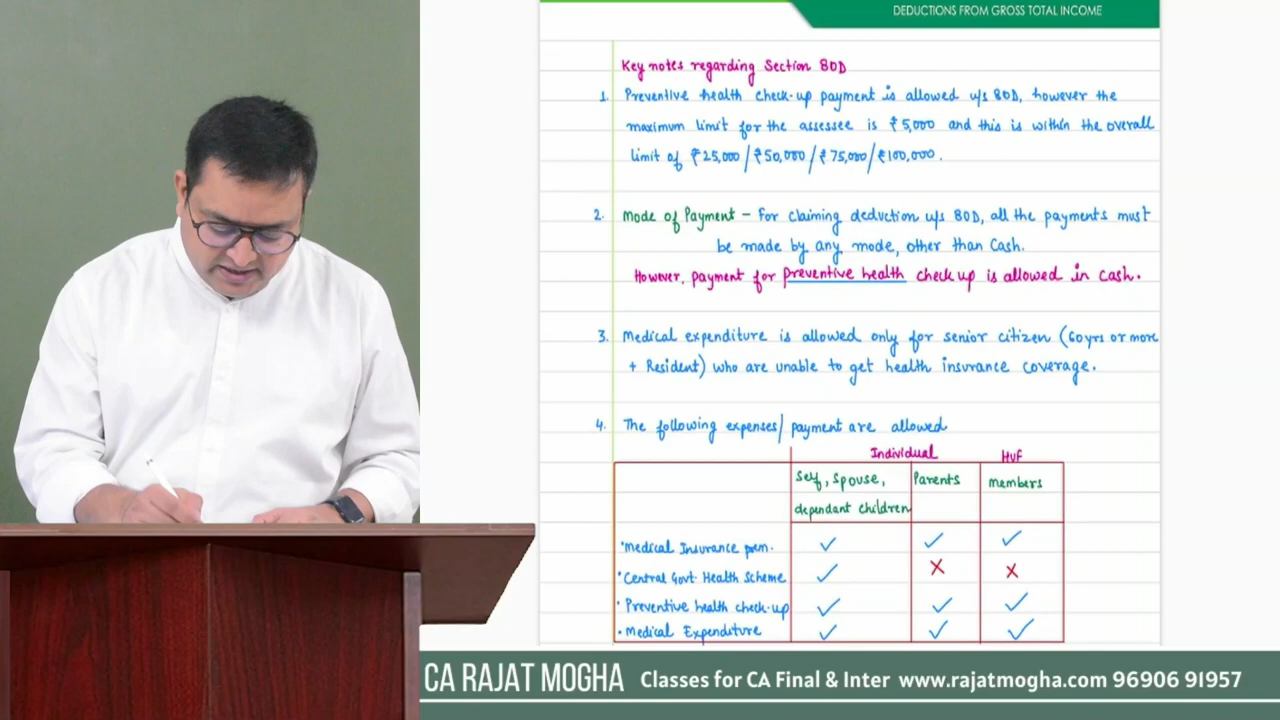 DEDUCTIONS FROM GROSS TOTAL INCOME
Key notes regarding Section 80D
1. Preventive health check-up payment is allowed u/s 80D, however the
maximum limit for the assessee is ₹5,000 and this is within the overall
limit of ₹25,000/₹50,000/₹75,000/₹100,000.
2. Mode of Payment – For claiming deduction u/s 80D, all the payments must
be made by any mode, other than Cash.
However, payment for preventive health check up is allowed in cash.
3. Medical expenditure is allowed only for senior citizen (60yrs or more
+ Resident) who are unable to get health insurance coverage.
4. The following expenses/payment are allowed
Individual HUF
Self, Spouse, Parents members
dependant children
•Medical Insurance prem. ✓ ✓ ✓
•Central Govt. Health Scheme ✓ ✗ ✗
•Preventive health check-up ✓ ✓ ✓
•Medical Expenditure ✓ ✓ ✓
CA RAJAT MOGHA Classes for CA Final & Inter www.rajatmogha.com 96906 91957